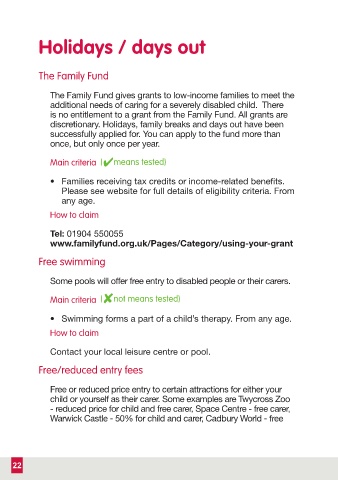 Holidays / days out
The Family Fund
The Family Fund gives grants to low-income families to meet the
additional needs of caring for a severely disabled child. There
is no entitlement to a grant from the Family Fund. All grants are
discretionary. Holidays, family breaks and days out have been
successfully applied for. You can apply to the fund more than
once, but only once per year.
Main criteria (✔means tested)
• Families receiving tax credits or income-related benefits.
Please see website for full details of eligibility criteria. From
any age.
How to claim
Tel: 01904 550055
www.familyfund.org.uk/Pages/Category/using-your-grant
Free swimming
Some pools will offer free entry to disabled people or their carers.
Main criteria (✘not means tested)
• Swimming forms a part of a child's therapy. From any age.
How to claim
Contact your local leisure centre or pool.
Free/reduced entry fees
Free or reduced price entry to certain attractions for either your
child or yourself as their carer. Some examples are Twycross Zoo
- reduced price for child and free carer, Space Centre - free carer,
Warwick Castle - 50% for child and carer, Cadbury World - free
22